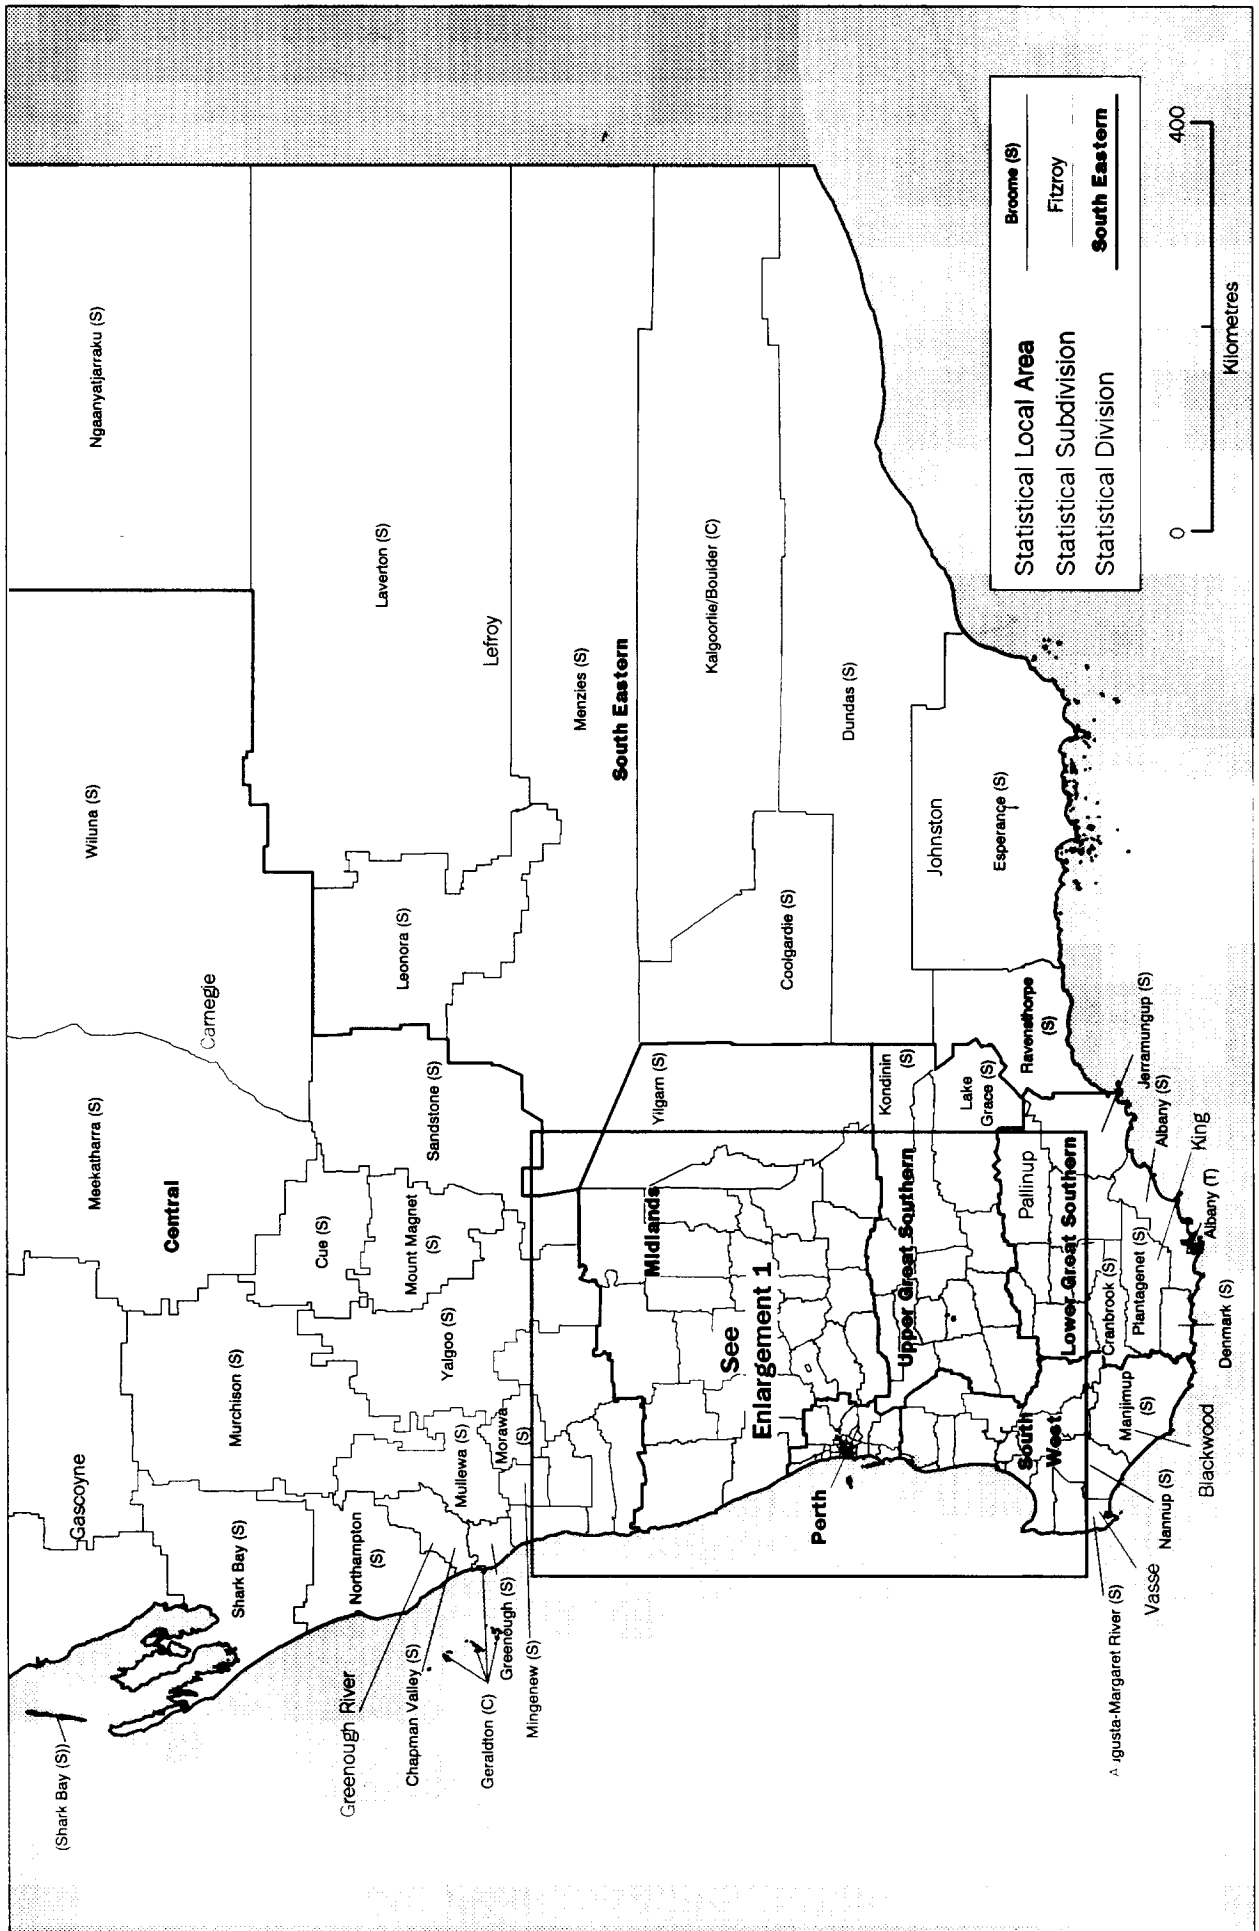 Ngaanyatjarraku (S)
Wiluna (S)
Carnegie
Meekatharra (S)
Central
Gascoyne
Murchison (S)
Shark Bay (S)
(Shark Bay (S))
Laverton (S)
Lefroy
Leonora (S)
Sandstone (S)
Cue (S)
Mount Magnet
(S)
Yalgoo (S)
Mullewa (S)
Morawa
(S)
Northampton
(S)
Greenough River
Chapman Valley (S)
Geraldton (C)
Greenough (S)
Mingenew (S)
Menzies (S)
South Eastern
Kalgoorlie/Boulder (C)
Coolgardie (S)
Dundas (S)
Johnston
Esperance (S)
Ravensthorpe
(S)
Yilgarn (S)
Kondinin
(S)
Lake
Grace (S)
Midlands
See
Enlargement 1
Upper Great Southern
Pallinup
Lower Great Southern
Perth
South
West
Jerramungup (S)
Albany (S)
King
Albany (T)
Cranbrook (S)
Plantagenet (S)
Denmark (S)
Manjimup
(S)
Blackwood
Nannup (S)
Vasse
Augusta-Margaret River (S)
Statistical Local Area
Broome (S)
Statistical Subdivision
Fitzroy
Statistical Division
South Eastern
0
400
Kilometres